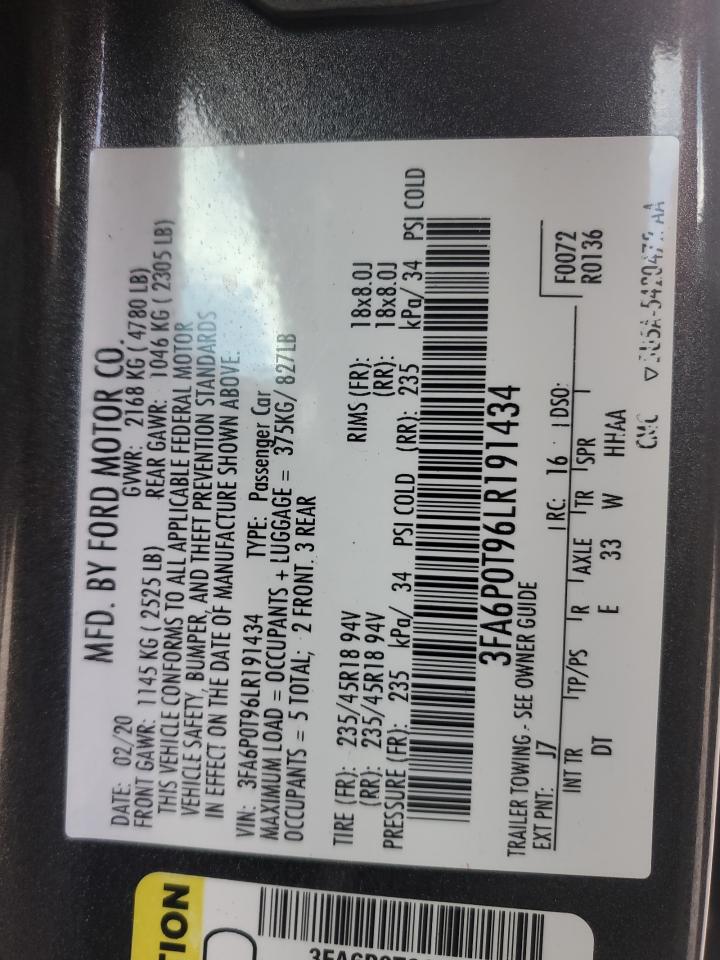 MFD. BY FORD MOTOR CO.
DATE: 02/20 GVWR: 2168 KG ( 4780 LB)
FRONT GAWR: 1145 KG ( 2525 LB) REAR GAWR: 1046 KG ( 2305 LB)
THIS VEHICLE CONFORMS TO ALL APPLICABLE FEDERAL MOTOR
VEHICLE SAFETY, BUMPER, AND THEFT PREVENTION STANDARDS
IN EFFECT ON THE DATE OF MANUFACTURE SHOWN ABOVE.
VIN: 3FA6P0T96LR191434 TYPE: Passenger Car
MAXIMUM LOAD = OCCUPANTS + LUGGAGE = 375KG/ 827LB
OCCUPANTS = 5 TOTAL; 2 FRONT, 3 REAR
TIRE (FR): 235/45R18 94V RIMS (FR): 18x8.0J
(RR): 235/45R18 94V (RR): 18x8.0J
PRESSURE (FR): 235 kPa/ 34 PSI COLD (RR): 235 kPa/ 34 PSI COLD
3FA6P0T96LR191434
TRAILER TOWING - SEE OWNER GUIDE
F0072
EXT PNT: J7 RC: 16 DSO: R0136
INT TR TP/PS R AXLE TR SPR
DT E 33 W HHAA
CMC
TION